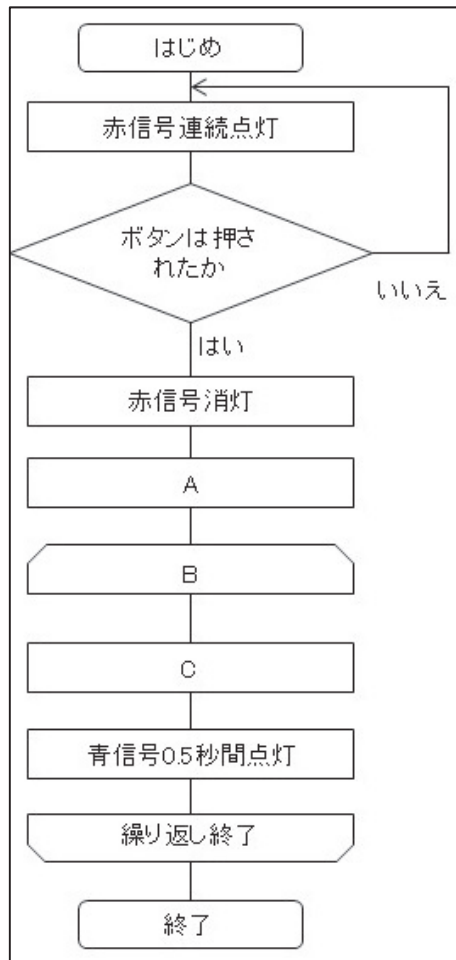 はじめ
赤信号連続点灯
ボタンは押さ
れたか
いいえ
はい
赤信号消灯
A
B
C
青信号0.5秒間点灯
繰り返し終了
終了